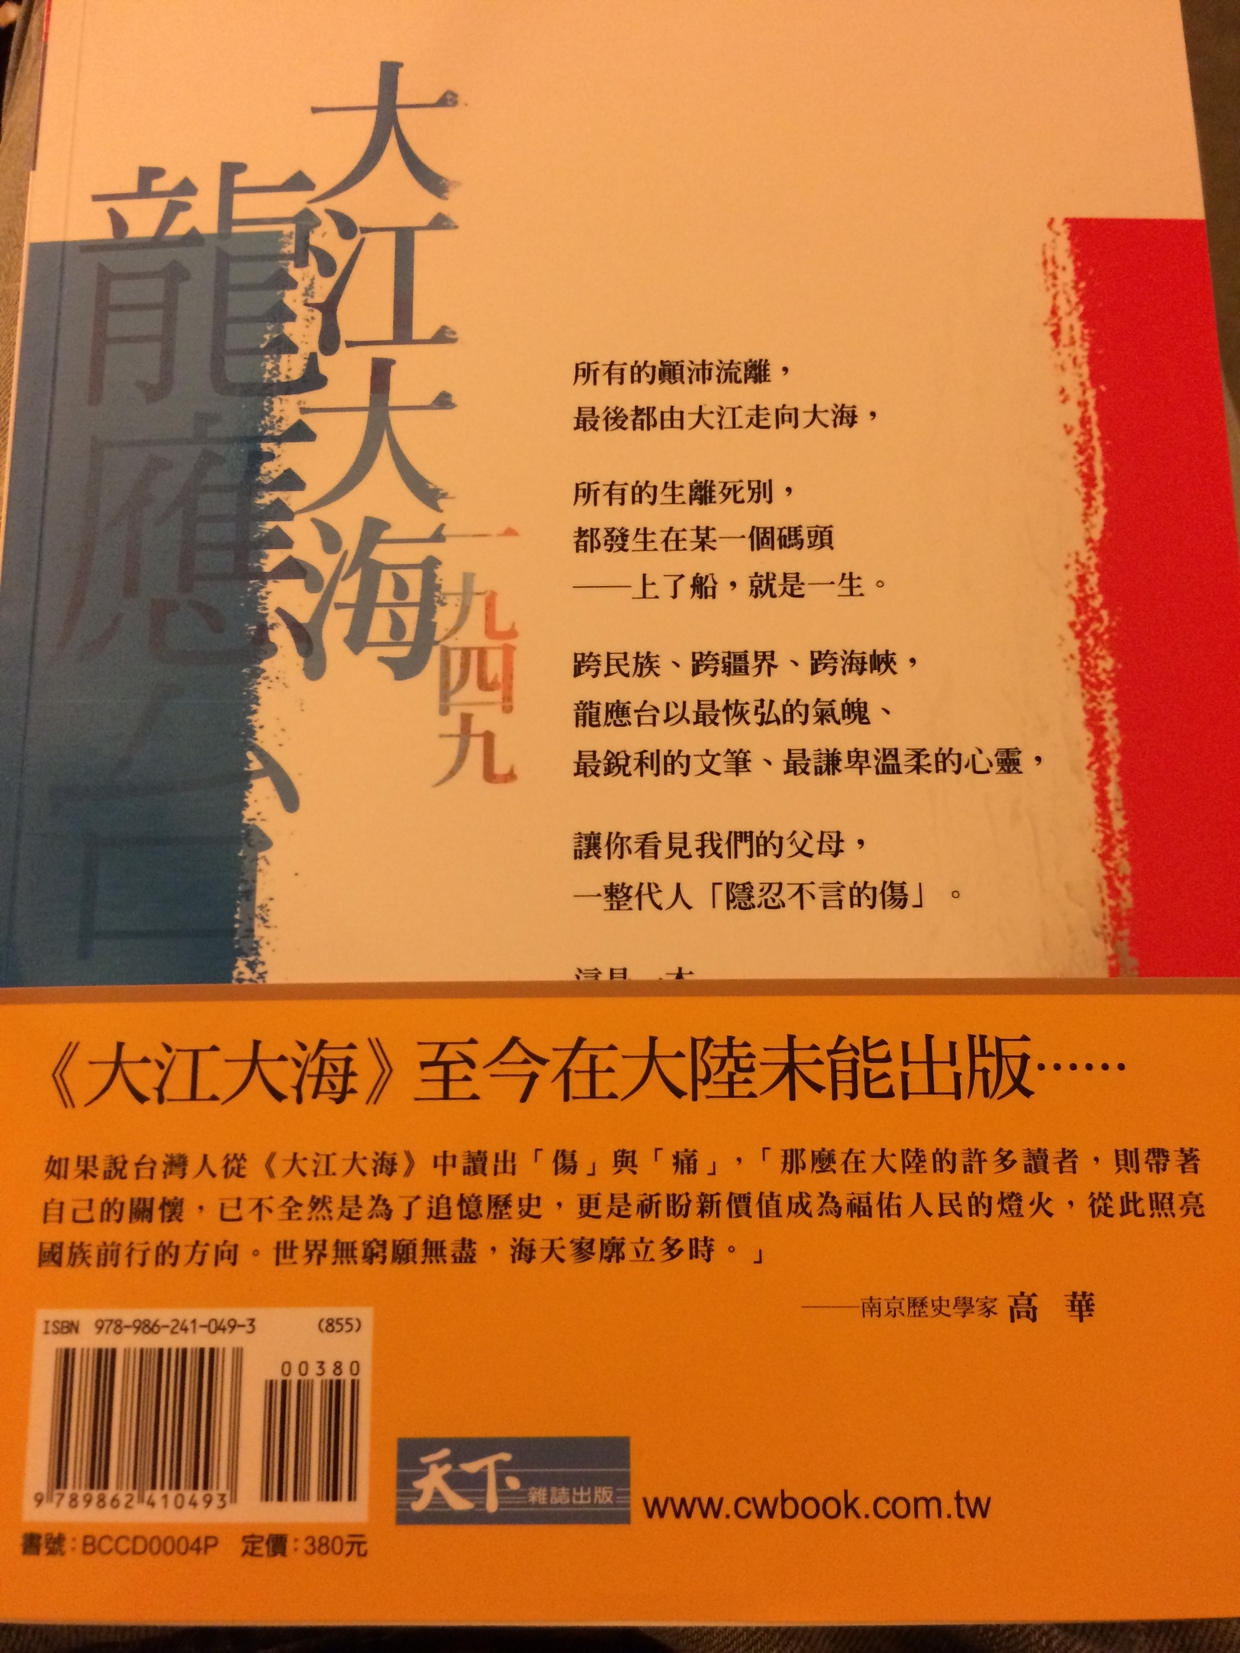 大江大海
一九四九
龍應台
所有的顚沛流離，
最後都由大江走向大海，
所有的生離死別，
都發生在某一個碼頭
——上了船，就是一生。
跨民族、跨疆界、跨海峽，
龍應台以最恢弘的氣魄、
最銳利的文筆、最謙卑溫柔的心靈，
讓你看見我們的父母，
一整代人「隱忍不言的傷」。
這是一本
《大江大海》至今在大陸未能出版……
如果說台灣人從《大江大海》中讀出「傷」與「痛」，「那麼在大陸的許多讀者，則帶著
自己的關懷，已不全然是為了追憶歷史，更是祈盼新價值成為福佑人民的燈火，從此照亮
國族前行的方向。世界無窮願無盡，海天寥廓立多時。」
——南京歷史學家 高 華
ISBN 978-986-241-049-3 (855)
00380
9 789862 410493
書號：BCCD0004P 定價：380元
天下雜誌出版
www.cwbook.com.tw